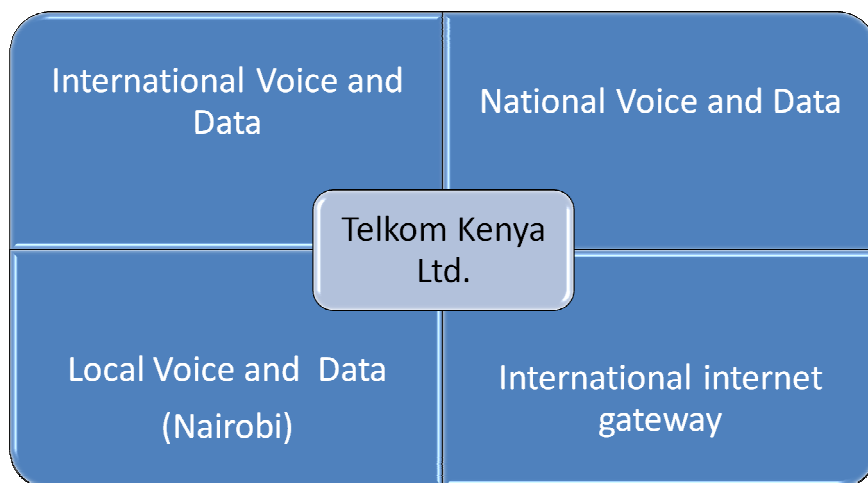 International Voice and
Data
National Voice and Data
Telkom Kenya
Ltd.
Local Voice and  Data
(Nairobi)
International internet
gateway